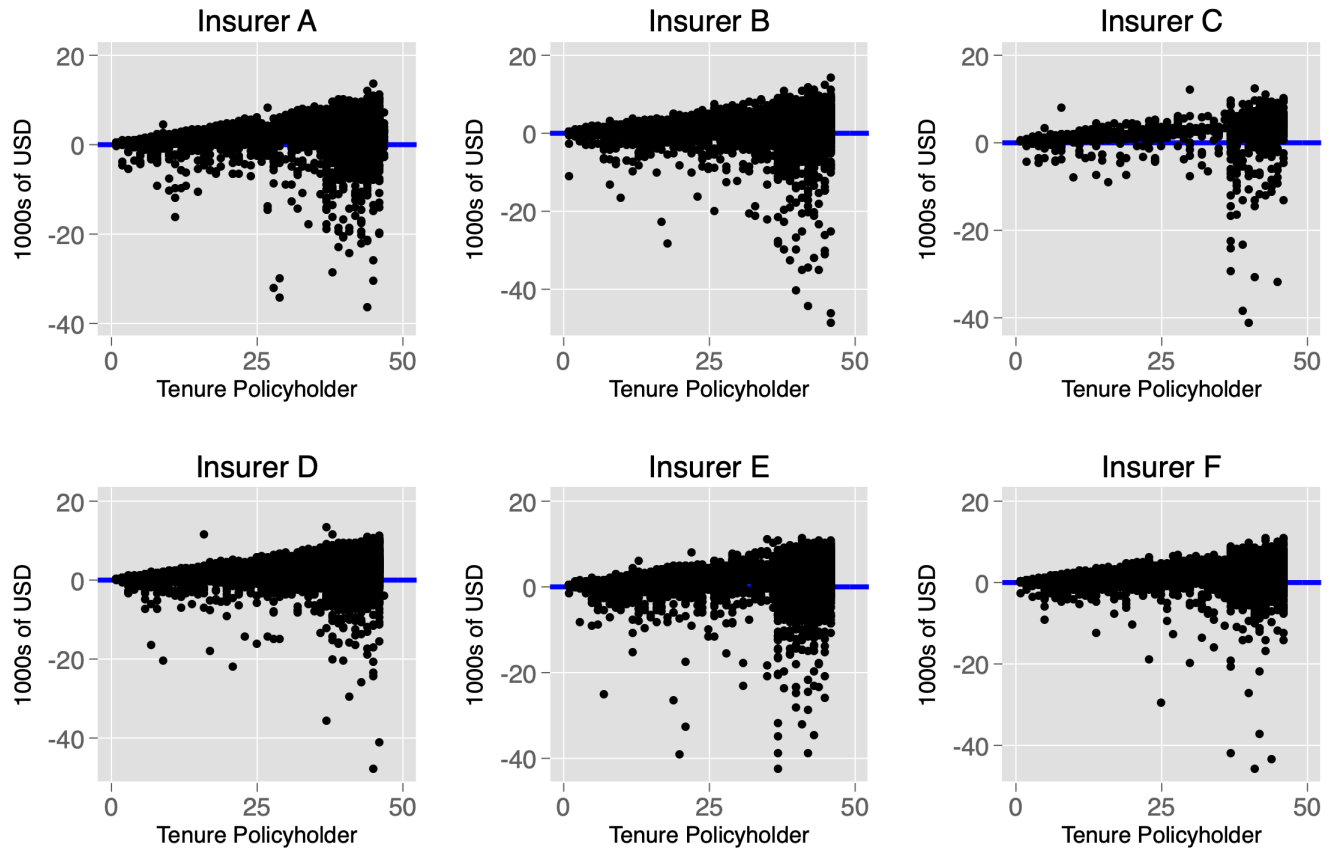 Insurer A
20
0
-20
-40
1000s of USD
0 25 50
Tenure Policyholder
Insurer B
20
0
-20
-40
1000s of USD
0 25 50
Tenure Policyholder
Insurer C
20
0
-20
-40
1000s of USD
0 25 50
Tenure Policyholder
Insurer D
20
0
-20
-40
1000s of USD
0 25 50
Tenure Policyholder
Insurer E
20
0
-20
-40
1000s of USD
0 25 50
Tenure Policyholder
Insurer F
20
0
-20
-40
1000s of USD
0 25 50
Tenure Policyholder